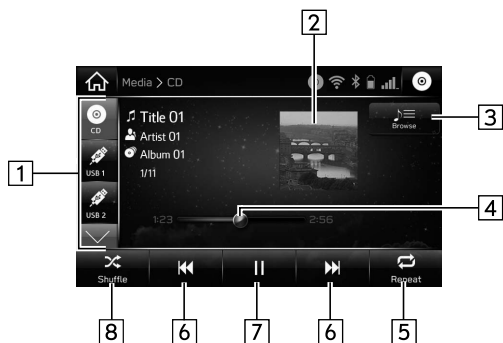 2
Media > CD
3
Browse
CD
Title 01
Artist 01
Album 01
1/11
1
USB 1
USB 2
4
1:23
2:56
Shuffle
Repeat
8
6
7
6
5